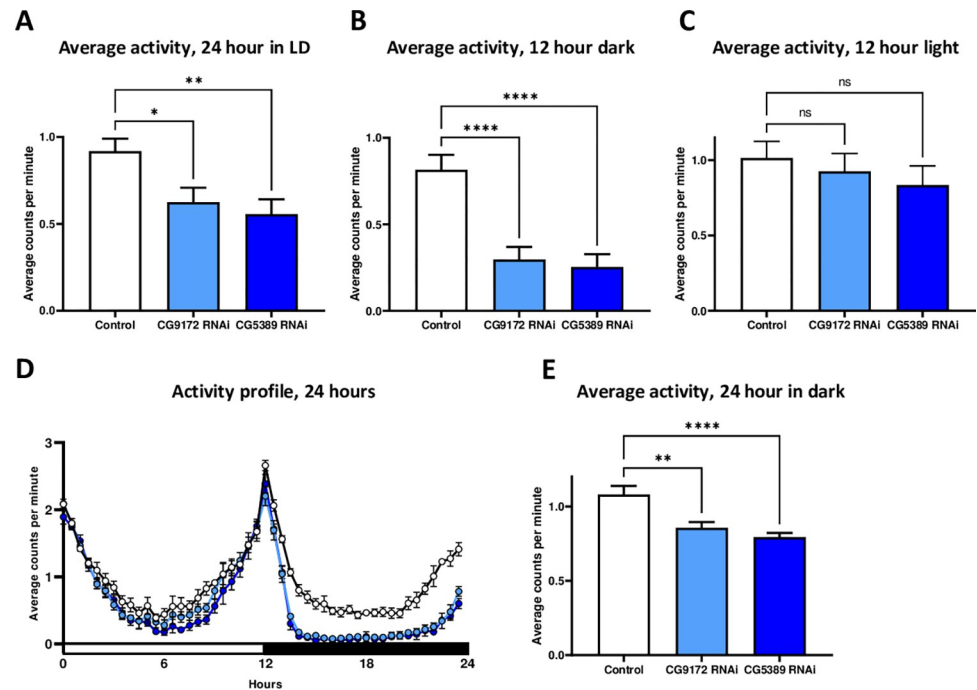 A
Average activity, 24 hour in LD
**
*
Average counts per minute
1.0
0.5
0.0
Control
CG9172 RNAi
CG5389 RNAi
B
Average activity, 12 hour dark
****
****
Average counts per minute
1.0
0.5
0.0
Control
CG9172 RNAi
CG5389 RNAi
C
Average activity, 12 hour light
ns
ns
Average counts per minute
1.0
0.5
0.0
Control
CG9172 RNAi
CG5389 RNAi
D
Activity profile, 24 hours
Average counts per minute
3
2
1
0
0
6
12
18
24
Hours
E
Average activity, 24 hour in dark
****
**
Average counts per minute
1.0
0.5
0.0
Control
CG9172 RNAi
CG5389 RNAi